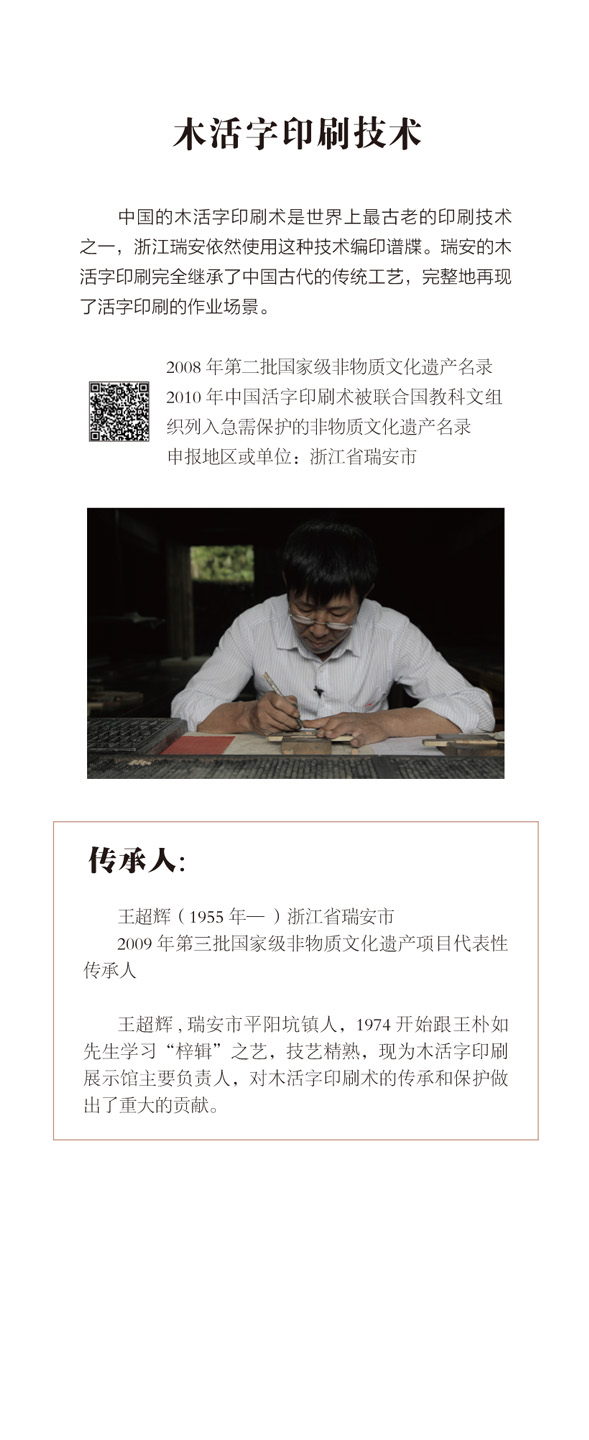 木活字印刷技术
中国的木活字印刷术是世界上最古老的印刷技术
之一，浙江瑞安依然使用这种技术编印谱牒。瑞安的木
活字印刷完全继承了中国古代的传统工艺，完整地再现
了活字印刷的作业场景。
2008 年第二批国家级非物质文化遗产名录
2010 年中国活字印刷术被联合国教科文组
织列入急需保护的非物质文化遗产名录
申报地区或单位：浙江省瑞安市
传承人:
王超辉（1955 年— ）浙江省瑞安市
2009 年第三批国家级非物质文化遗产项目代表性
传承人
王超辉 , 瑞安市平阳坑镇人，1974 开始跟王朴如
先生学习“梓辑”之艺，技艺精熟，现为木活字印刷
展示馆主要负责人，对木活字印刷术的传承和保护做
出了重大的贡献。